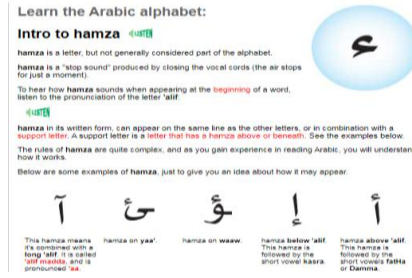 Learn the Arabic alphabet:
Intro to hamza LISTEN
ء
hamza is a letter, but not generally considered part of the alphabet.
hamza is a "stop sound" produced by closing the vocal cords (the air stops
for just a moment).
To hear how hamza sounds when appearing at the beginning of a word,
listen to the pronunciation of the letter 'alif.
LISTEN
hamza in its written form, can appear on the same line as the other letters, or in combination with a
support letter. A support letter is a letter that has a hamza above or beneath. See the examples below.
The rules of hamza are quite complex, and as you gain experience in reading Arabic, you will understan
how it works.
Below are some examples of hamza, just to give you an idea about how it may appear.
آ ئ ؤ إ أ
This hamza means
it's combined with a
long 'alif. It is called
'alif madda, and is
pronounced 'aa.
hamza on yaa'.
hamza on waaw.
hamza below 'alif.
This hamza is
followed by the
short vowel kasra.
hamza above 'alif.
This hamza is
followed by the
short vowels fatHa
or Damma.